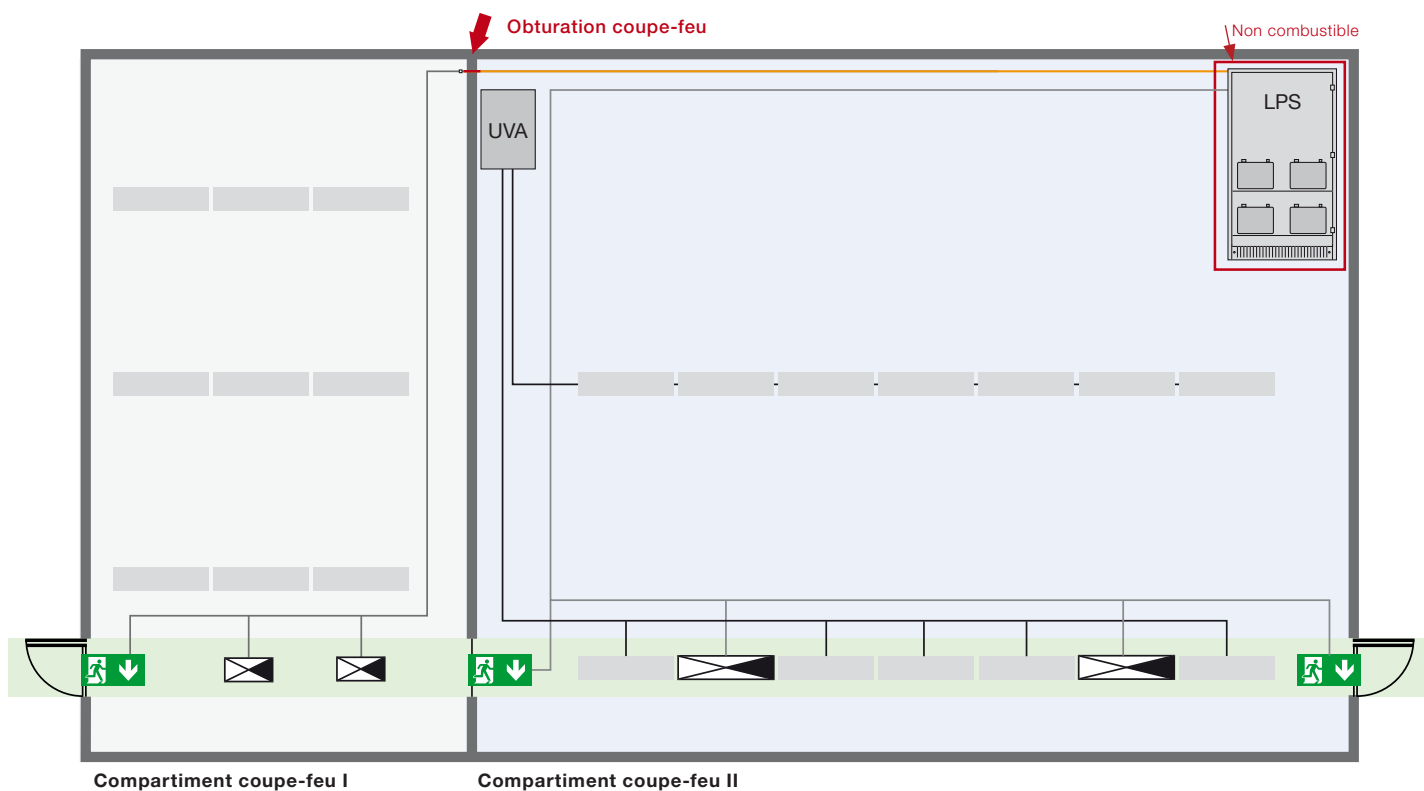 Obturation coupe-feu
Non combustible
LPS
UVA
Compartiment coupe-feu I
Compartiment coupe-feu II